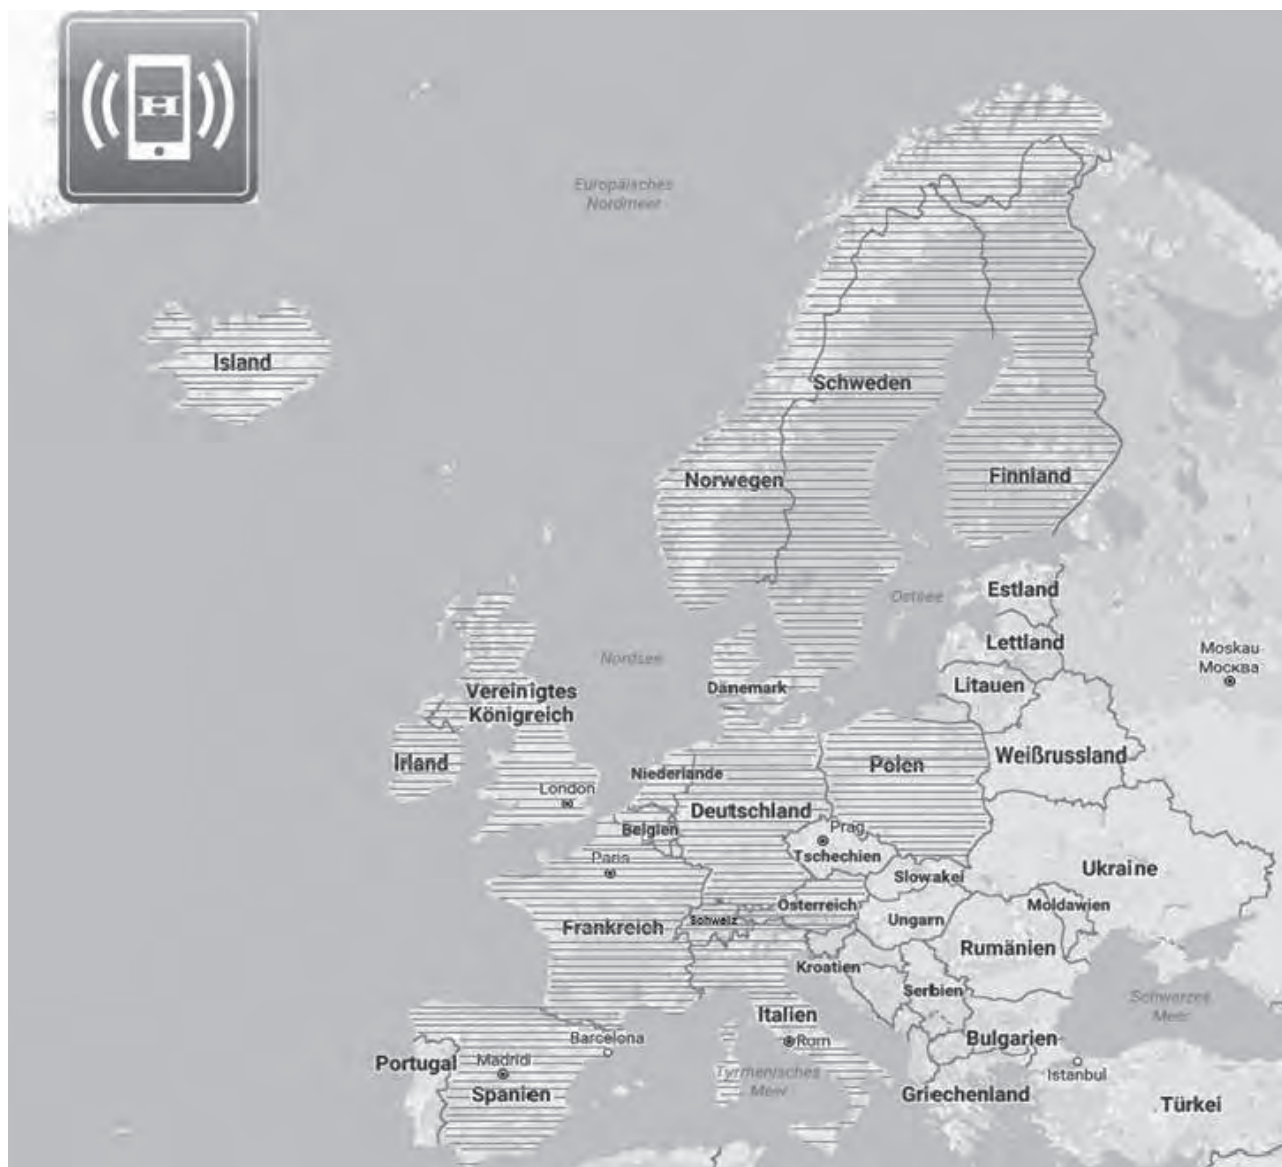 H
Europäisches
Nordmeer
Island
Schweden
Norwegen
Finnland
Ostsee
Estland
Nordsee
Lettland
Moskau
Москва
Dänemark
Litauen
Vereinigtes
Königreich
Irland
Polen
Weißrussland
Niederlande
London
Deutschland
Belgien
Prag
Paris
Tschechien
Slowakei
Ukraine
Österreich
Moldawien
Schweiz
Ungarn
Frankreich
Rumänien
Kroatien
Serbien
Schwarzes
Meer
Italien
Barcelona
Rom
Bulgarien
Portugal
Madrid
Tyrrhenisches
Meer
Istanbul
Spanien
Griechenland
Türkei